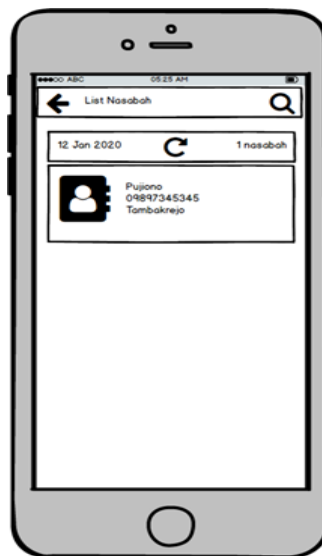 ABC 05:25 AM
List Nasabah
12 Jan 2020 1 nasabah
Pujiono
09897345345
Tambakrejo